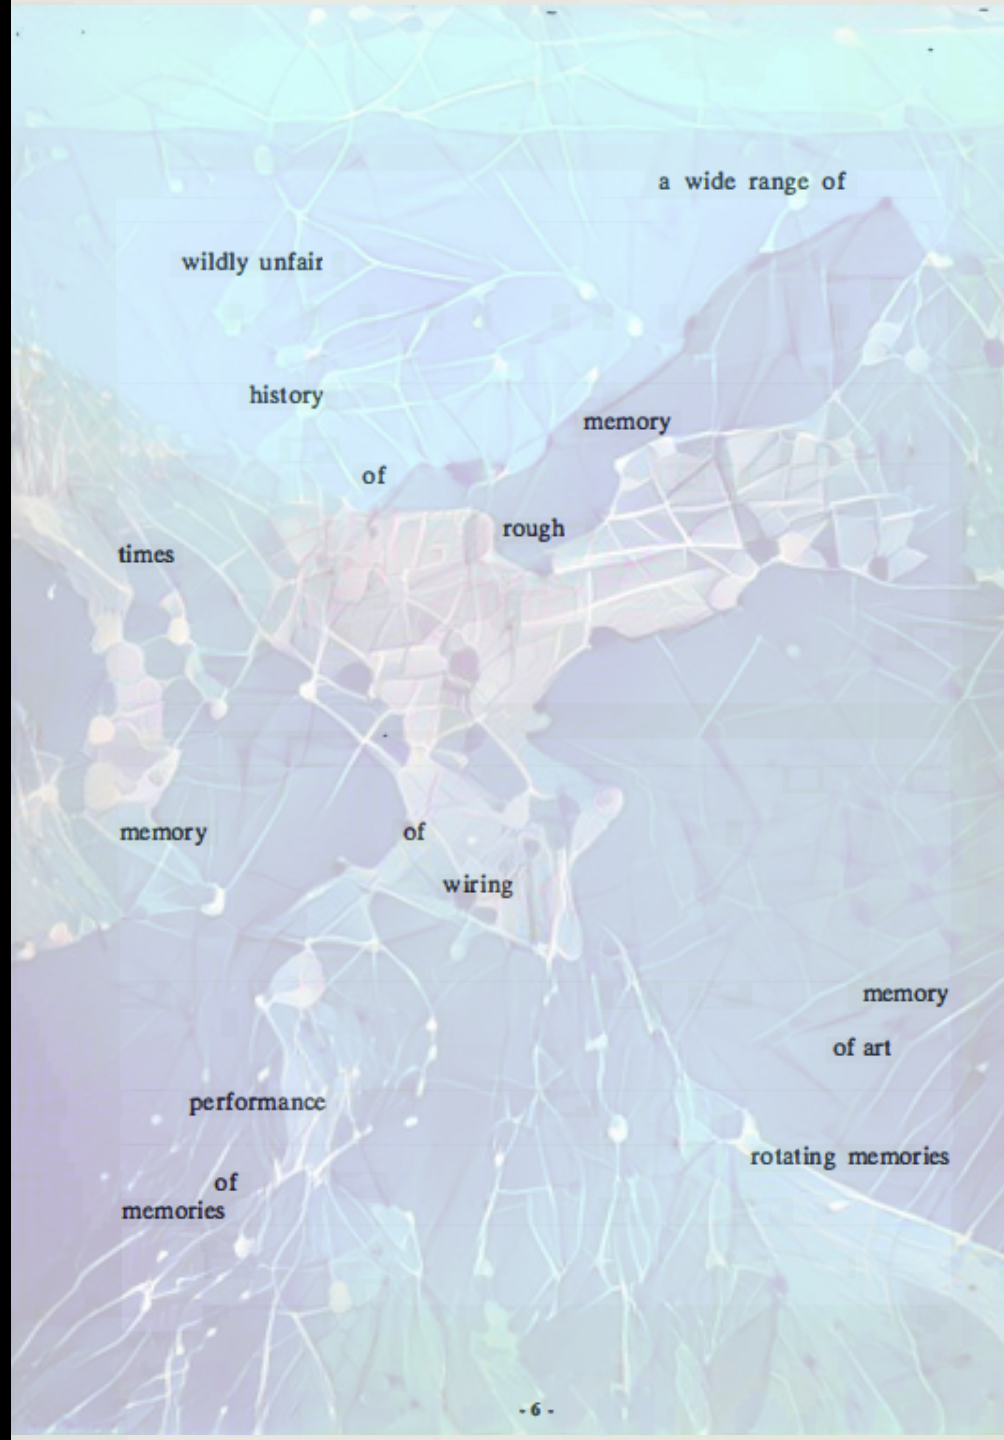 a wide range of
wildly unfair
history
memory
of
rough
times
memory of
wiring
memory
of art
performance
rotating memories
of
memories
- 6 -